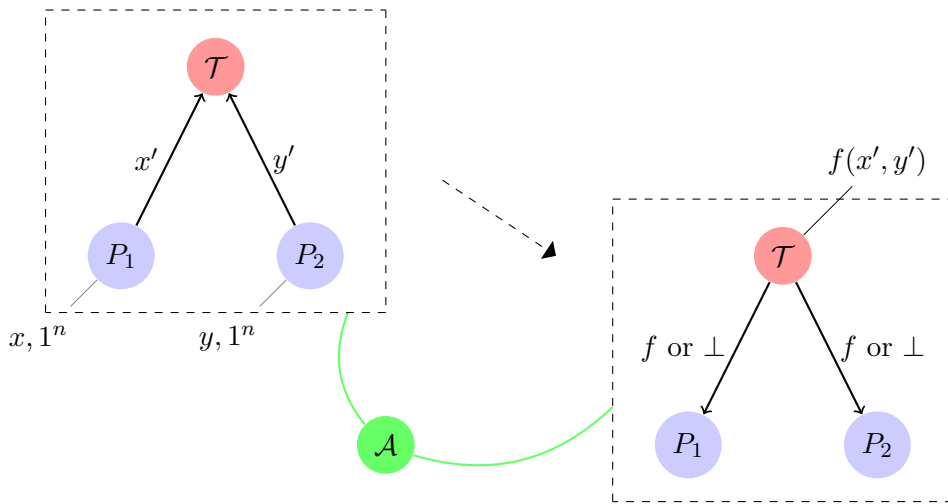 𝒯
x′
y′
f(x′, y′)
P₁
P₂
𝒯
x, 1ⁿ
y, 1ⁿ
f or ⊥
f or ⊥
𝒜
P₁
P₂